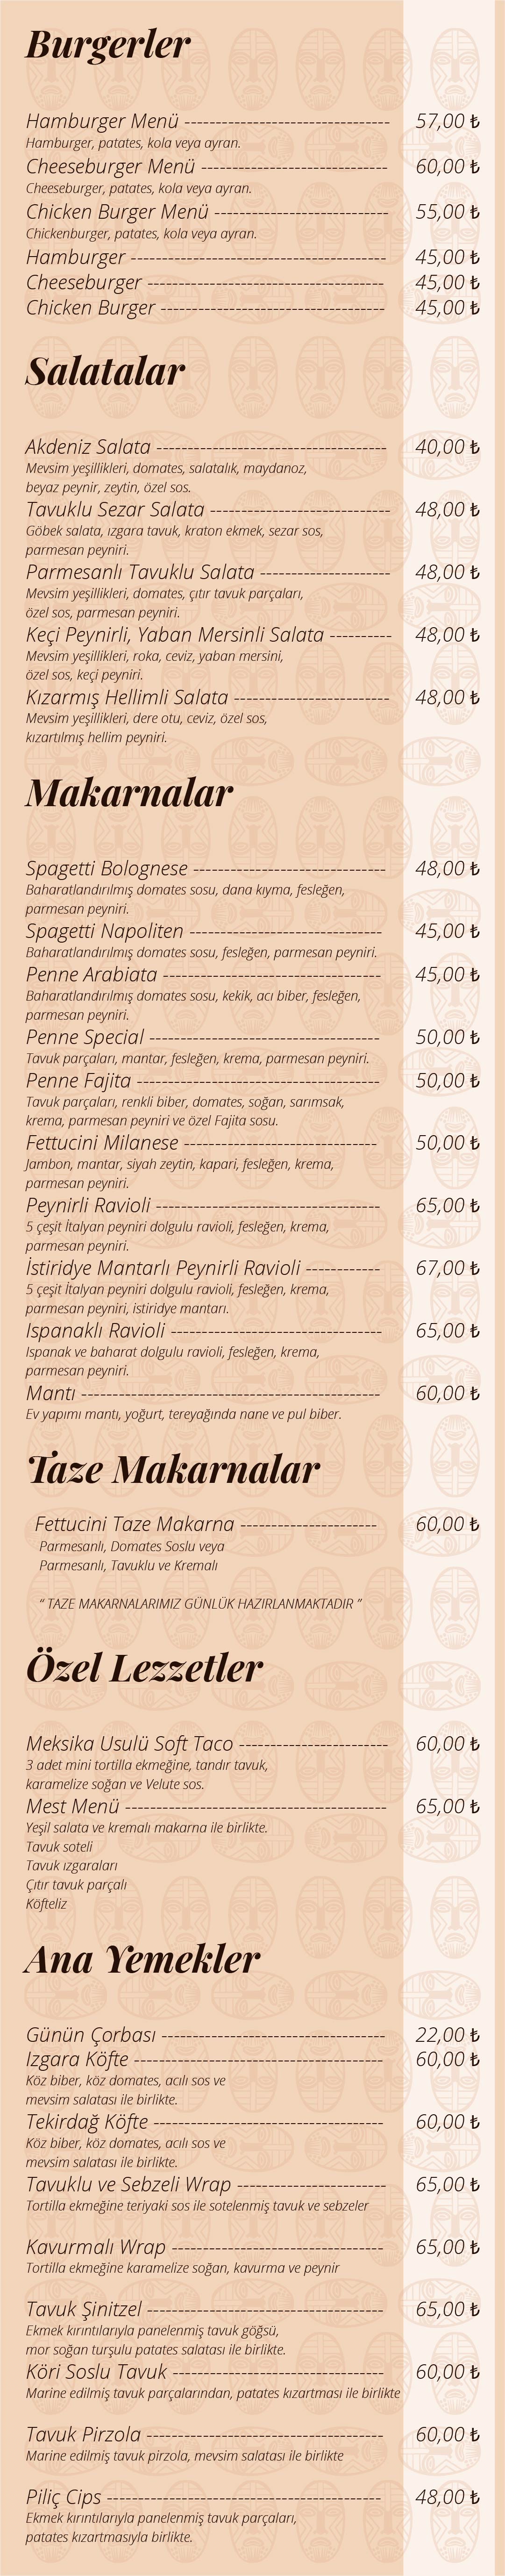 Burgerler
Hamburger Menü -------------------------------- 57,00 ₺
Hamburger, patates, kola veya ayran.
Cheeseburger Menü ----------------------------- 60,00 ₺
Cheeseburger, patates, kola veya ayran.
Chicken Burger Menü --------------------------- 55,00 ₺
Chickenburger, patates, kola veya ayran.
Hamburger ---------------------------------------- 45,00 ₺
Cheeseburger ------------------------------------- 45,00 ₺
Chicken Burger ----------------------------------- 45,00 ₺
Salatalar
Akdeniz Salata ------------------------------------ 40,00 ₺
Mevsim yeşillikleri, domates, salatalık, maydanoz,
beyaz peynir, zeytin, özel sos.
Tavuklu Sezar Salata ---------------------------- 48,00 ₺
Göbek salata, ızgara tavuk, kraton ekmek, sezar sos,
parmesan peyniri.
Parmesanlı Tavuklu Salata -------------------- 48,00 ₺
Mevsim yeşillikleri, domates, çıtır tavuk parçaları,
özel sos, parmesan peyniri.
Keçi Peynirli, Yaban Mersinli Salata ---------- 48,00 ₺
Mevsim yeşillikleri, roka, ceviz, yaban mersini,
özel sos, keçi peyniri.
Kızarmış Hellimli Salata ------------------------ 48,00 ₺
Mevsim yeşillikleri, dere otu, ceviz, özel sos,
kızartılmış hellim peyniri.
Makarnalar
Spagetti Bolognese ------------------------------ 48,00 ₺
Baharatlandırılmış domates sosu, dana kıyma, fesleğen,
parmesan peyniri.
Spagetti Napoliten ------------------------------ 45,00 ₺
Baharatlandırılmış domates sosu, fesleğen, parmesan peyniri.
Penne Arabiata ---------------------------------- 45,00 ₺
Baharatlandırılmış domates sosu, kekik, acı biber, fesleğen,
parmesan peyniri.
Penne Special ------------------------------------ 50,00 ₺
Tavuk parçaları, mantar, fesleğen, krema, parmesan peyniri.
Penne Fajita -------------------------------------- 50,00 ₺
Tavuk parçaları, renkli biber, domates, soğan, sarımsak,
krema, parmesan peyniri ve özel Fajita sosu.
Fettucini Milanese ------------------------------ 50,00 ₺
Jambon, mantar, siyah zeytin, kapari, fesleğen, krema,
parmesan peyniri.
Peynirli Ravioli ----------------------------------- 65,00 ₺
5 çeşit İtalyan peyniri dolgulu ravioli, fesleğen, krema,
parmesan peyniri.
İstiridye Mantarlı Peynirli Ravioli ------------ 67,00 ₺
5 çeşit İtalyan peyniri dolgulu ravioli, fesleğen, krema,
parmesan peyniri, istiridye mantarı.
Ispanaklı Ravioli --------------------------------- 65,00 ₺
Ispanak ve baharat dolgulu ravioli, fesleğen, krema,
parmesan peyniri.
Mantı ----------------------------------------------- 60,00 ₺
Ev yapımı mantı, yoğurt, tereyağında nane ve pul biber.
Taze Makarnalar
Fettucini Taze Makarna ---------------------- 60,00 ₺
Parmesanlı, Domates Soslu veya
Parmesanlı, Tavuklu ve Kremalı
“ TAZE MAKARNALARIMIZ GÜNLÜK HAZIRLANMAKTADIR ”
Özel Lezzetler
Meksika Usulü Soft Taco ----------------------- 60,00 ₺
3 adet mini tortilla ekmeğine, tandır tavuk,
karamelize soğan ve Velute sos.
Mest Menü ----------------------------------------- 65,00 ₺
Yeşil salata ve kremalı makarna ile birlikte.
Tavuk soteli
Tavuk ızgaraları
Çıtır tavuk parçalı
Köfteliz
Ana Yemekler
Günün Çorbası ----------------------------------- 22,00 ₺
Izgara Köfte --------------------------------------- 60,00 ₺
Köz biber, köz domates, acılı sos ve
mevsim salatası ile birlikte.
Tekirdağ Köfte ------------------------------------ 60,00 ₺
Köz biber, köz domates, acılı sos ve
mevsim salatası ile birlikte.
Tavuklu ve Sebzeli Wrap ----------------------- 65,00 ₺
Tortilla ekmeğine teriyaki sos ile sotelenmiş tavuk ve sebzeler
Kavurmalı Wrap --------------------------------- 65,00 ₺
Tortilla ekmeğine karamelize soğan, kavurma ve peynir
Tavuk Şinitzel ------------------------------------- 65,00 ₺
Ekmek kırıntılarıyla panelenmiş tavuk göğsü,
mor soğan turşulu patates salatası ile birlikte.
Köri Soslu Tavuk --------------------------------- 60,00 ₺
Marine edilmiş tavuk parçalarından, patates kızartması ile birlikte
Tavuk Pirzola ------------------------------------- 60,00 ₺
Marine edilmiş tavuk pirzola, mevsim salatası ile birlikte
Piliç Cips ------------------------------------------- 48,00 ₺
Ekmek kırıntılarıyla panelenmiş tavuk parçaları,
patates kızartmasıyla birlikte.